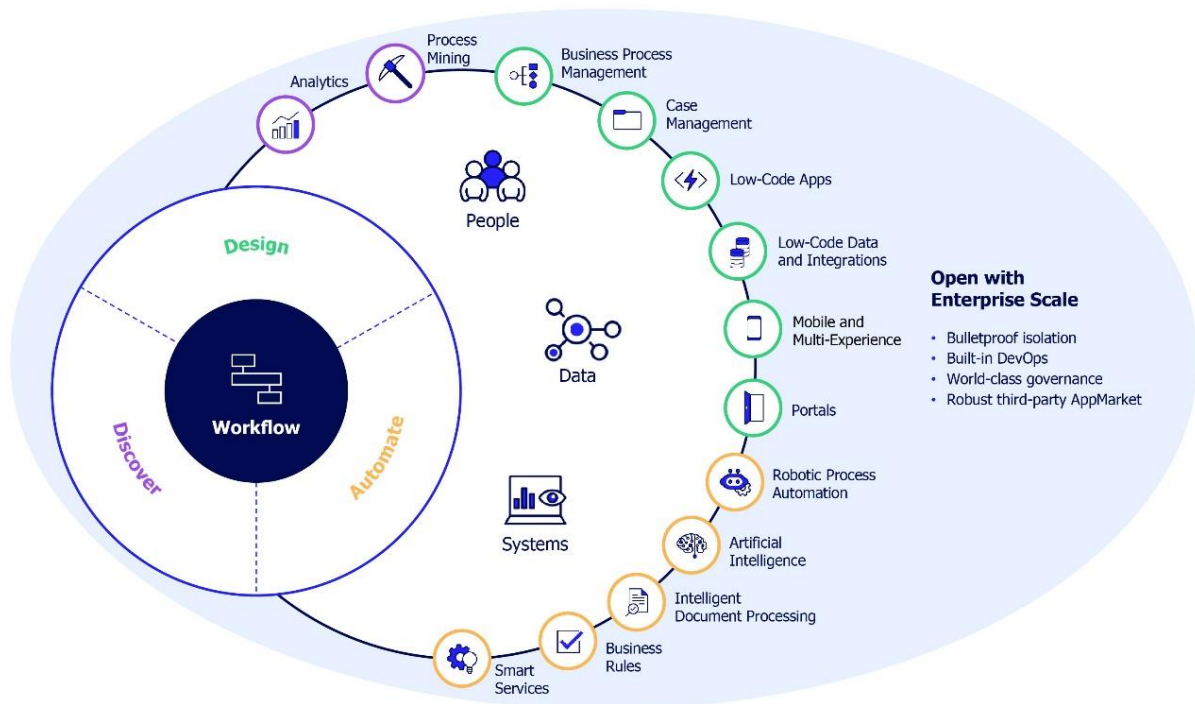 Analytics
Process
Mining
Business Process
Management
Case
Management
Low-Code Apps
Low-Code Data
and Integrations
Mobile and
Multi-Experience
Portals
Robotic Process
Automation
Artificial
Intelligence
Intelligent
Document Processing
Business
Rules
Smart
Services
People
Data
Systems
Design
Discover
Automate
Workflow
Open with
Enterprise Scale
• Bulletproof isolation
• Built-in DevOps
• World-class governance
• Robust third-party AppMarket